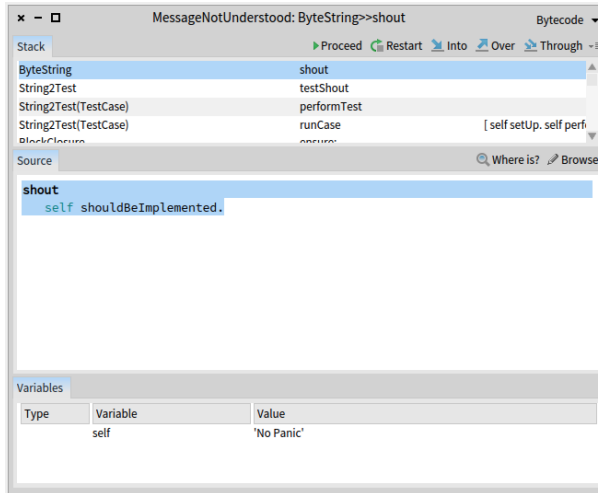 MessageNotUnderstood: ByteString>>shout Bytecode
Stack Proceed Restart Into Over Through
ByteString shout
String2Test testShout
String2Test(TestCase) performTest
String2Test(TestCase) runCase [ self setUp. self perfo
BlockClosure ensure:
Source Where is? Browse
shout
self shouldBeImplemented.
Variables
Type Variable Value
self 'No Panic'